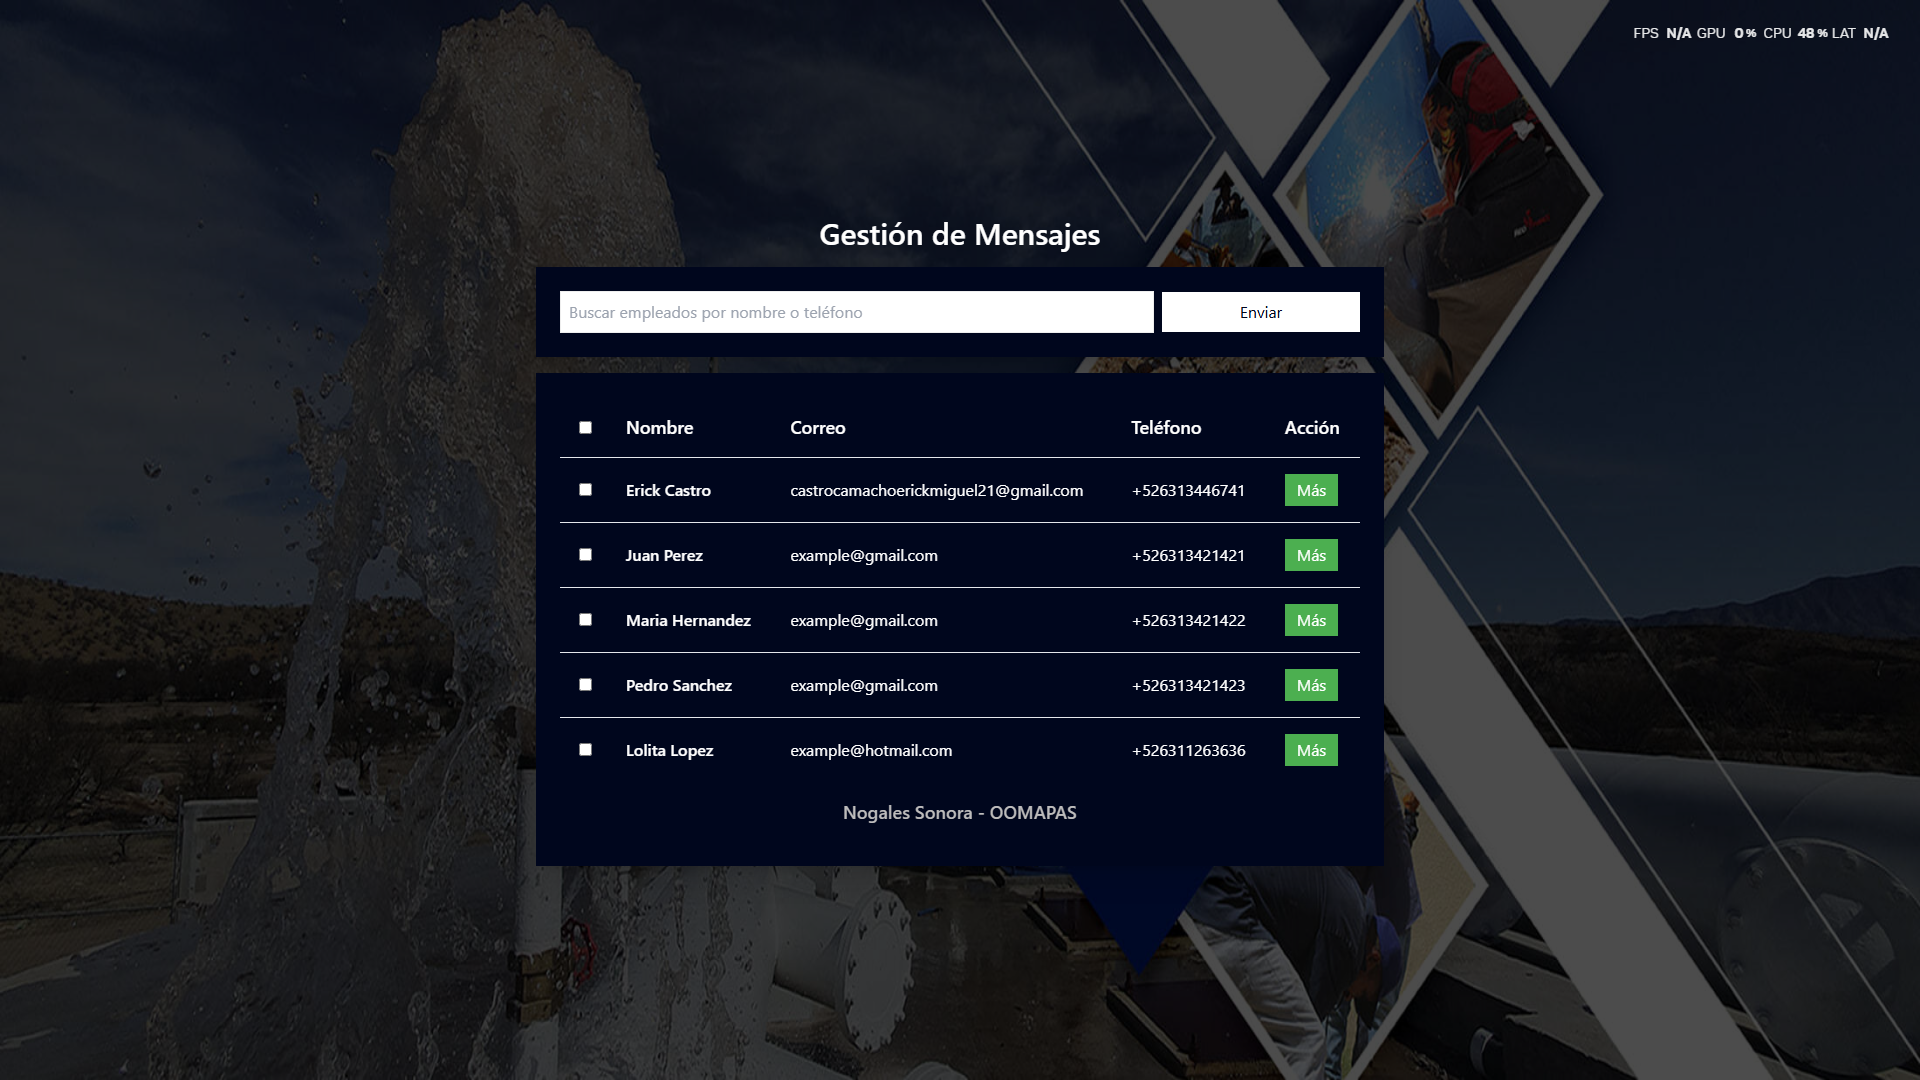 FPS N/A GPU 0% CPU 48% LAT N/A
Gestión de Mensajes
Buscar empleados por nombre o teléfono Enviar
Nombre Correo Teléfono Acción
Erick Castro castrocamachoerickmiguel21@gmail.com +526313446741 Más
Juan Perez example@gmail.com +526313421421 Más
Maria Hernandez example@gmail.com +526313421422 Más
Pedro Sanchez example@gmail.com +526313421423 Más
Lolita Lopez example@hotmail.com +526311263636 Más
Nogales Sonora - OOMAPAS